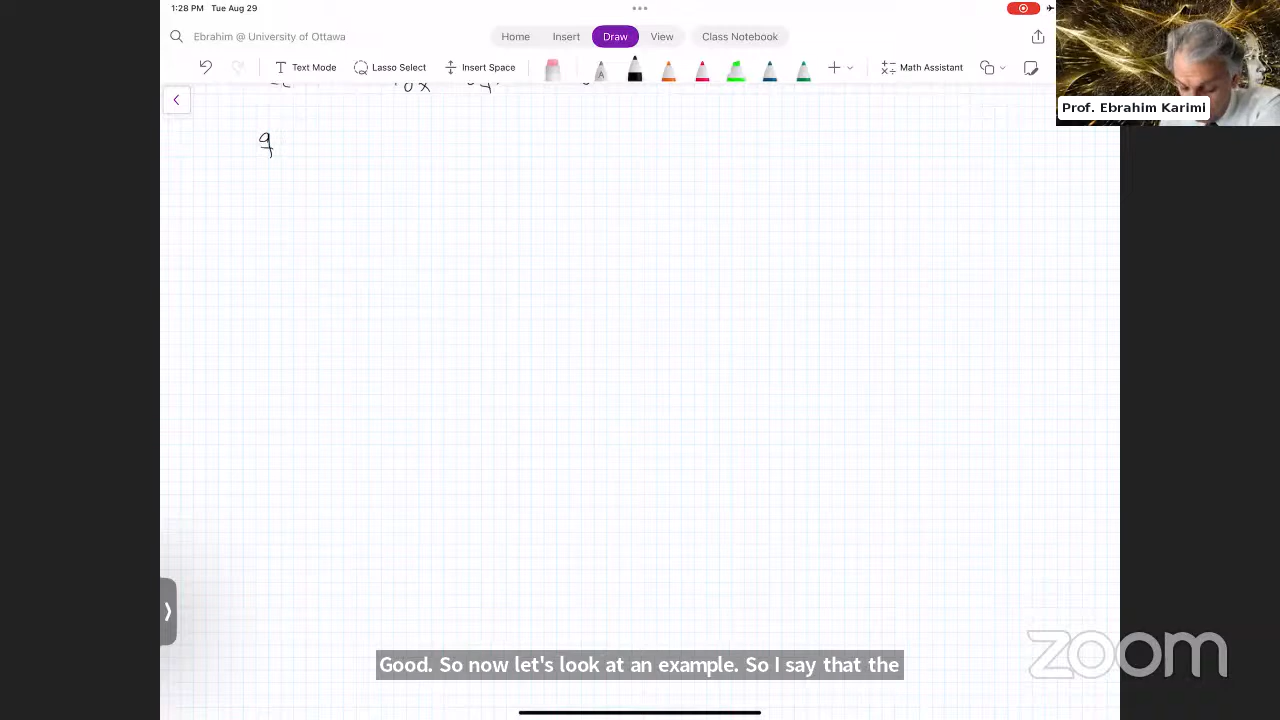 1:28 PM Tue Aug 29
Ebrahim @ University of Ottawa
Home Insert Draw View Class Notebook
Text Mode Lasso Select Insert Space A Math Assistant
Prof. Ebrahim Karimi
q
Good. So now let's look at an example. So I say that the
zoom